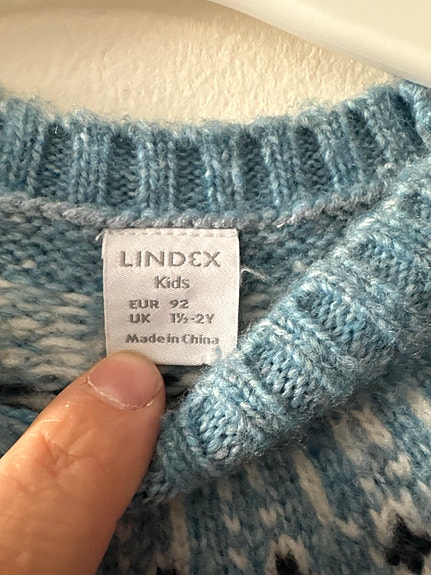 LINDEX
Kids
EUR 92
UK 1½-2Y
Made in China